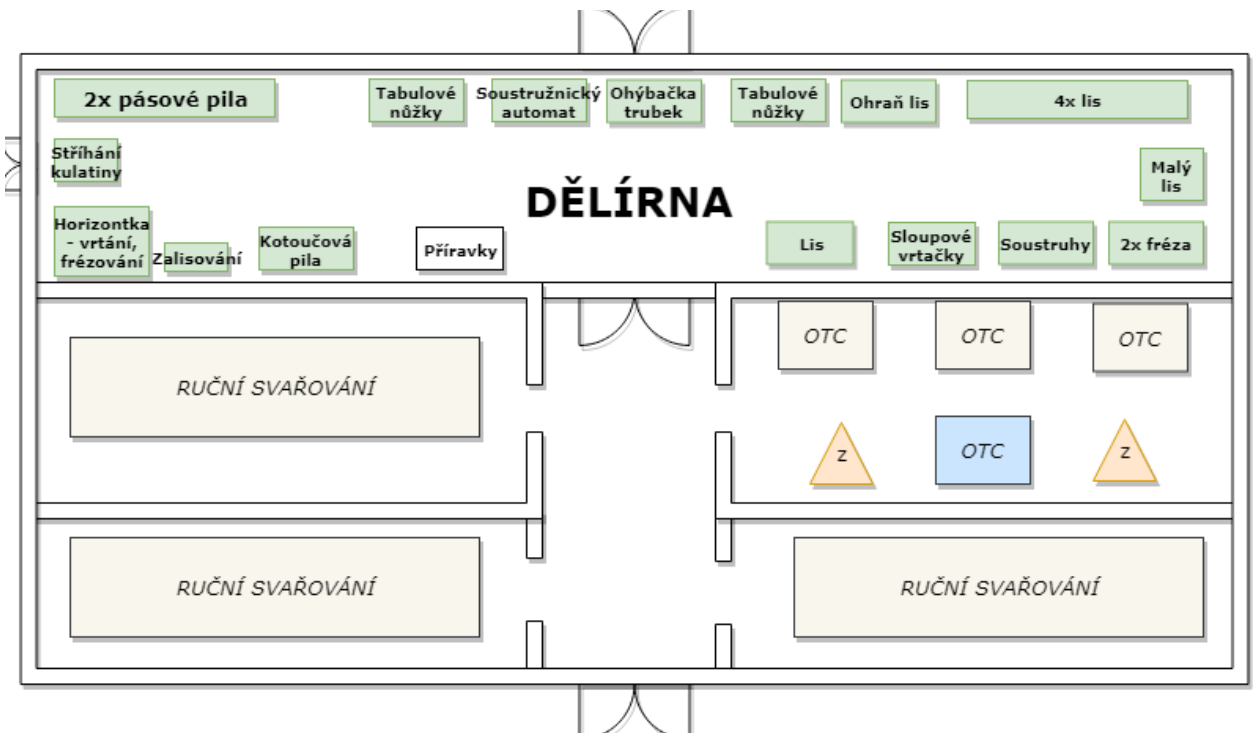 2x pásové pila
Tabulové
nůžky
Soustružnický
automat
Ohýbačka
trubek
Tabulové
nůžky
Ohraň lis
4x lis
Stříhání
kulatiny
Malý
lis
DĚLÍRNA
Horizontka
- vrtání,
frézování
Zalisování
Kotoučová
pila
Příravky
Lis
Sloupové
vrtačky
Soustruhy
2x fréza
OTC
OTC
OTC
RUČNÍ SVAŘOVÁNÍ
Z
OTC
Z
RUČNÍ SVAŘOVÁNÍ
RUČNÍ SVAŘOVÁNÍ